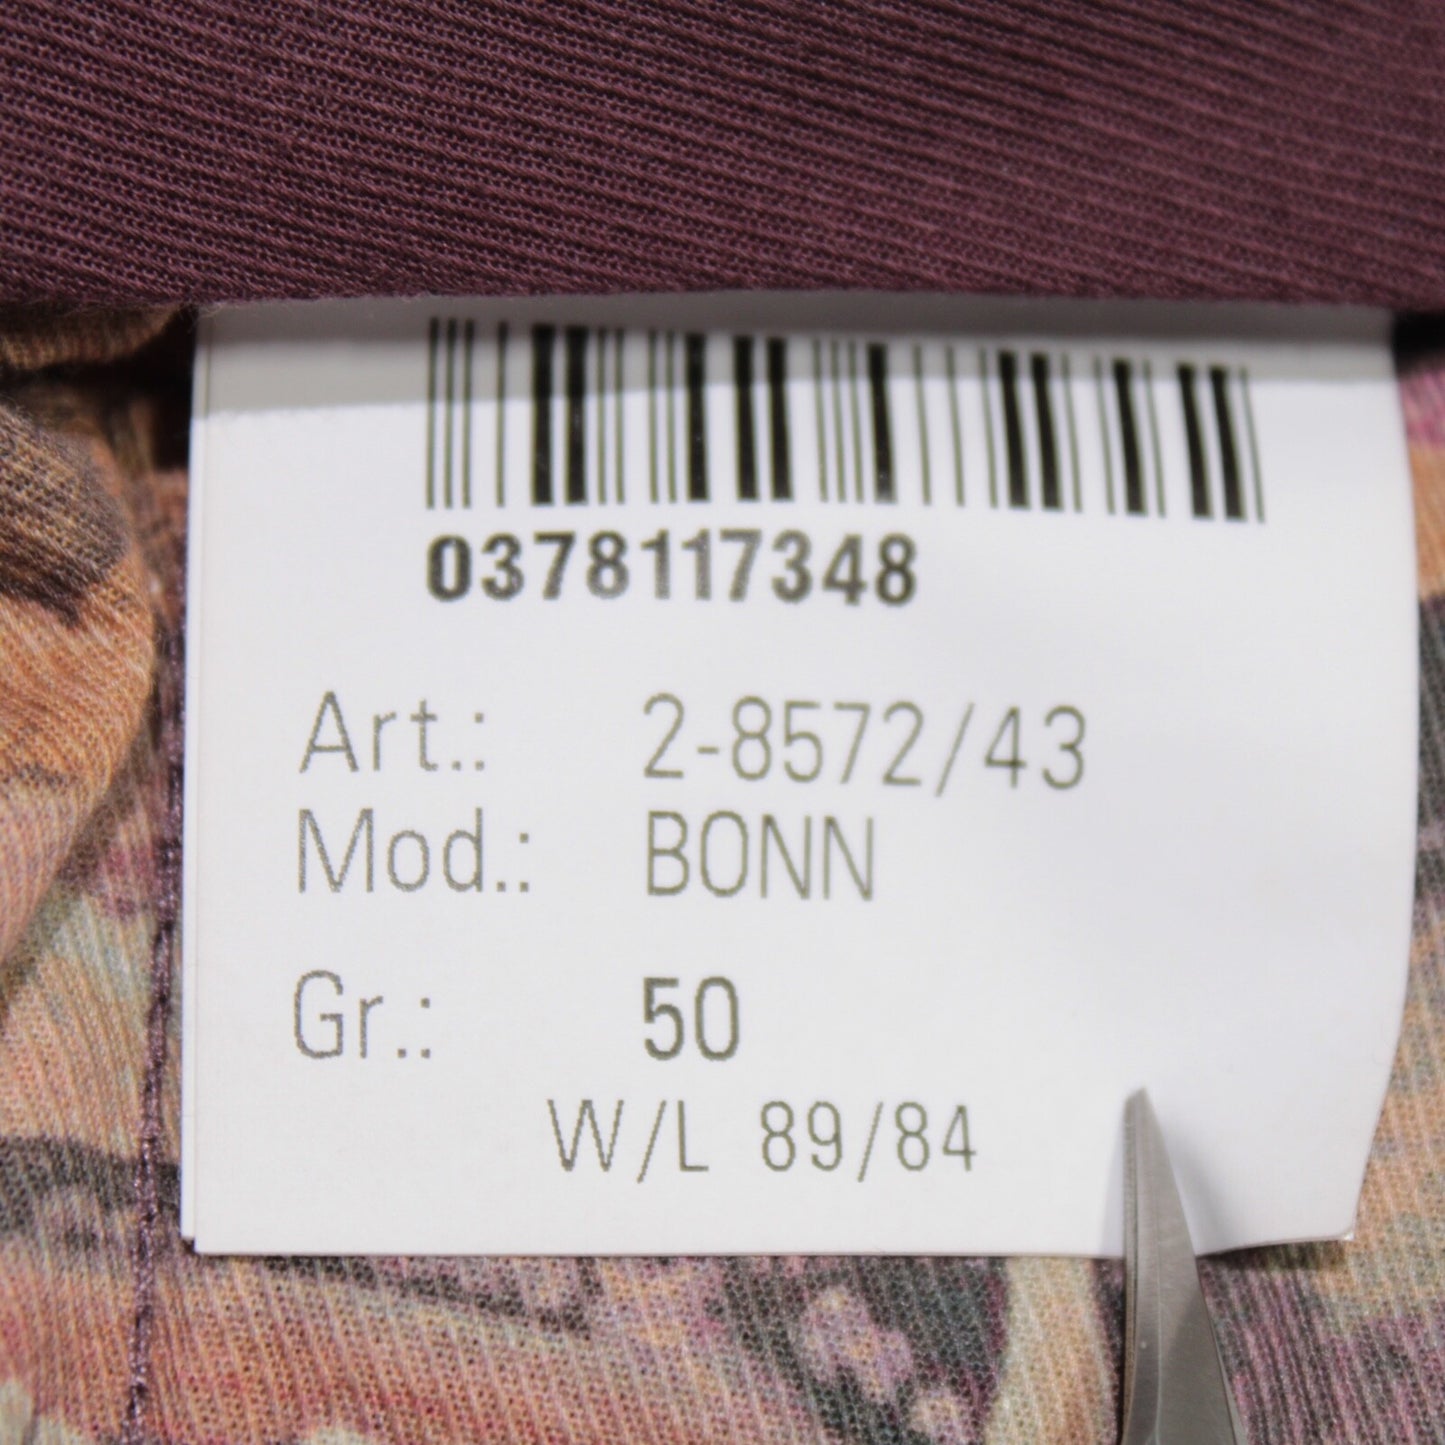 0378117348
Art.: 2-8572/43
Mod.: BONN
Gr.: 50
W/L 89/84